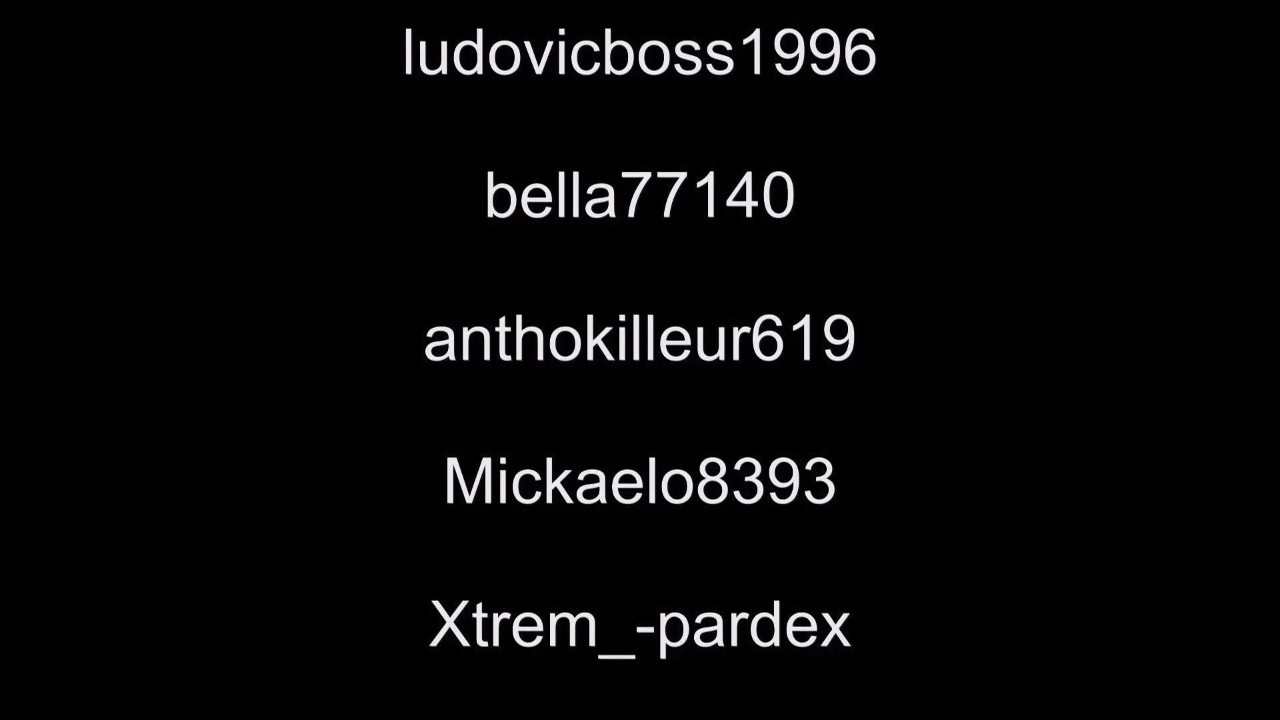 ludovicboss1996
bella77140
anthokilleur619
Mickaelo8393
Xtrem_-pardex